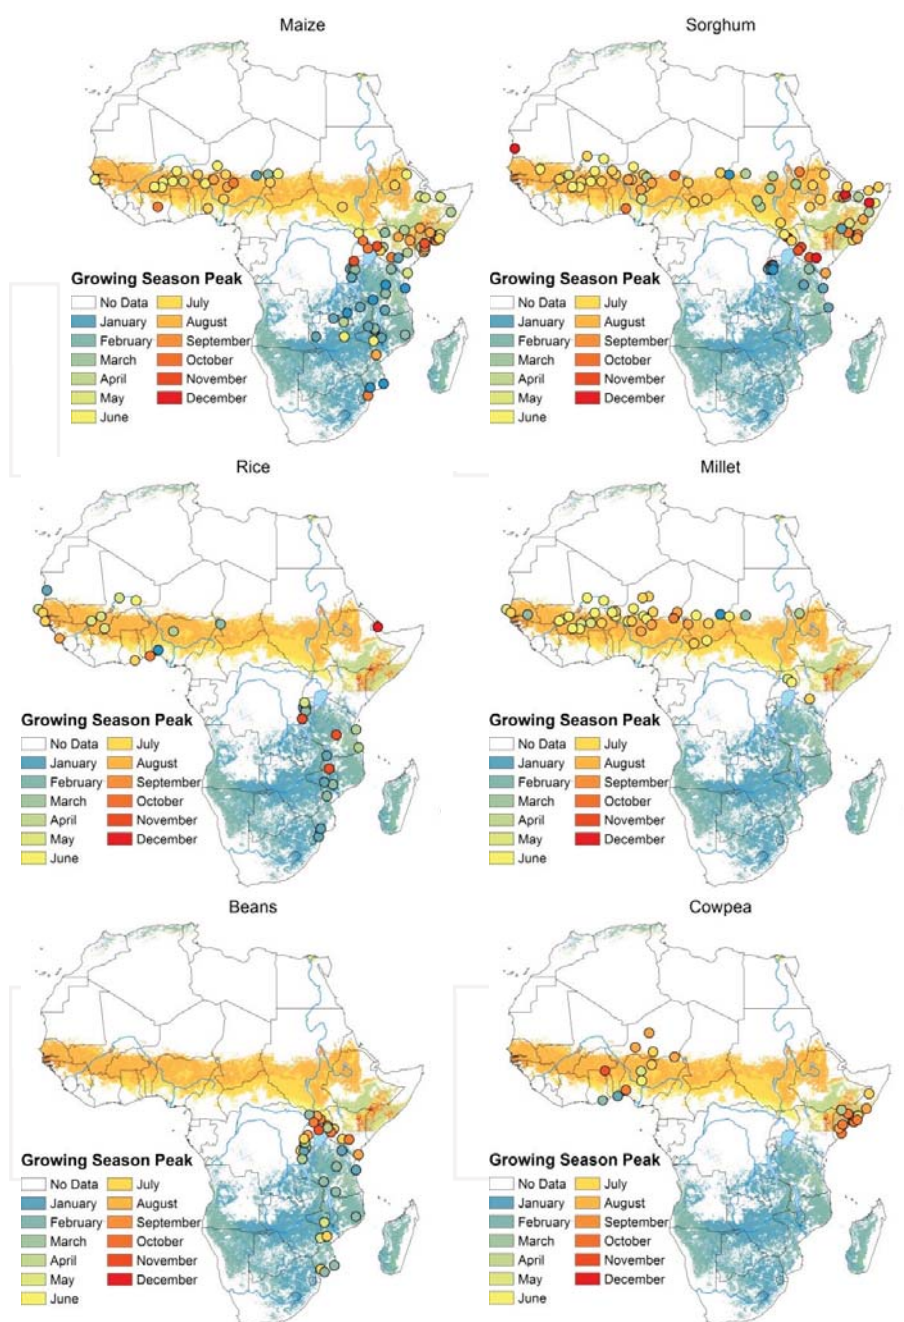 Maize
Growing Season Peak
No Data
January
February
March
April
May
June
July
August
September
October
November
December
Sorghum
Growing Season Peak
No Data
January
February
March
April
May
June
July
August
September
October
November
December
Rice
Growing Season Peak
No Data
January
February
March
April
May
June
July
August
September
October
November
December
Millet
Growing Season Peak
No Data
January
February
March
April
May
June
July
August
September
October
November
December
Beans
Growing Season Peak
No Data
January
February
March
April
May
June
July
August
September
October
November
December
Cowpea
Growing Season Peak
No Data
January
February
March
April
May
June
July
August
September
October
November
December